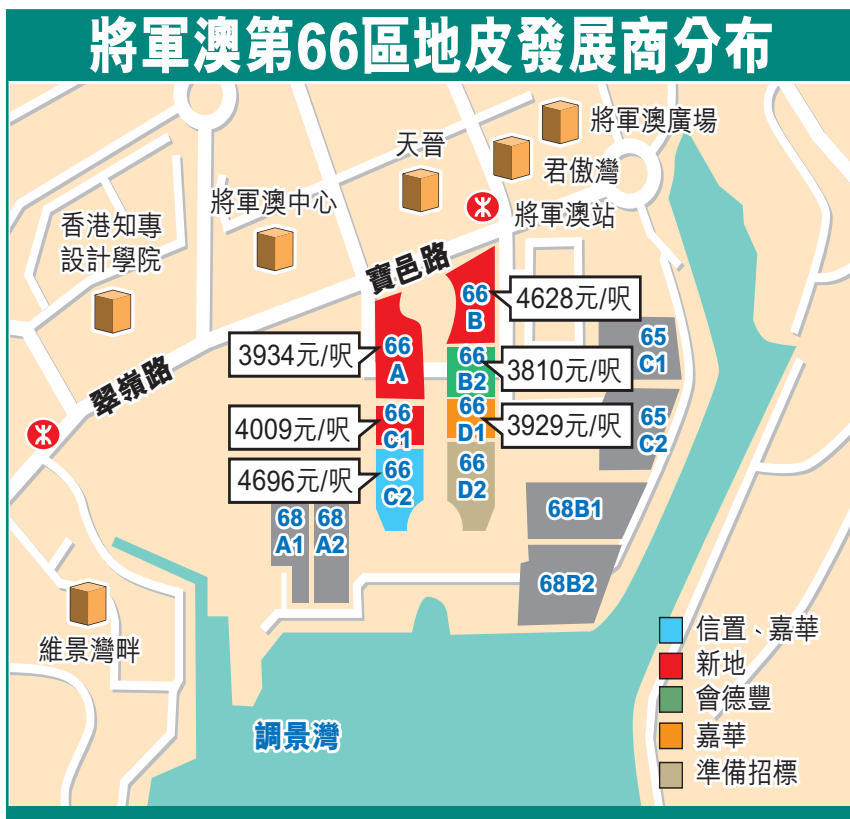 將軍澳第66區地皮發展商分布
將軍澳廣場
天晉
君傲灣
將軍澳中心
將軍澳站
香港知專
設計學院
寶邑路
66
B
4628元/呎
3934元/呎
66
A
66
B2
3810元/呎
65
C1
翠嶺路
4009元/呎
66
C1
66
D1
3929元/呎
65
C2
4696元/呎
66
C2
66
D2
68
A1
68
A2
68B1
68B2
維景灣畔
調景灣
信置、嘉華
新地
會德豐
嘉華
準備招標